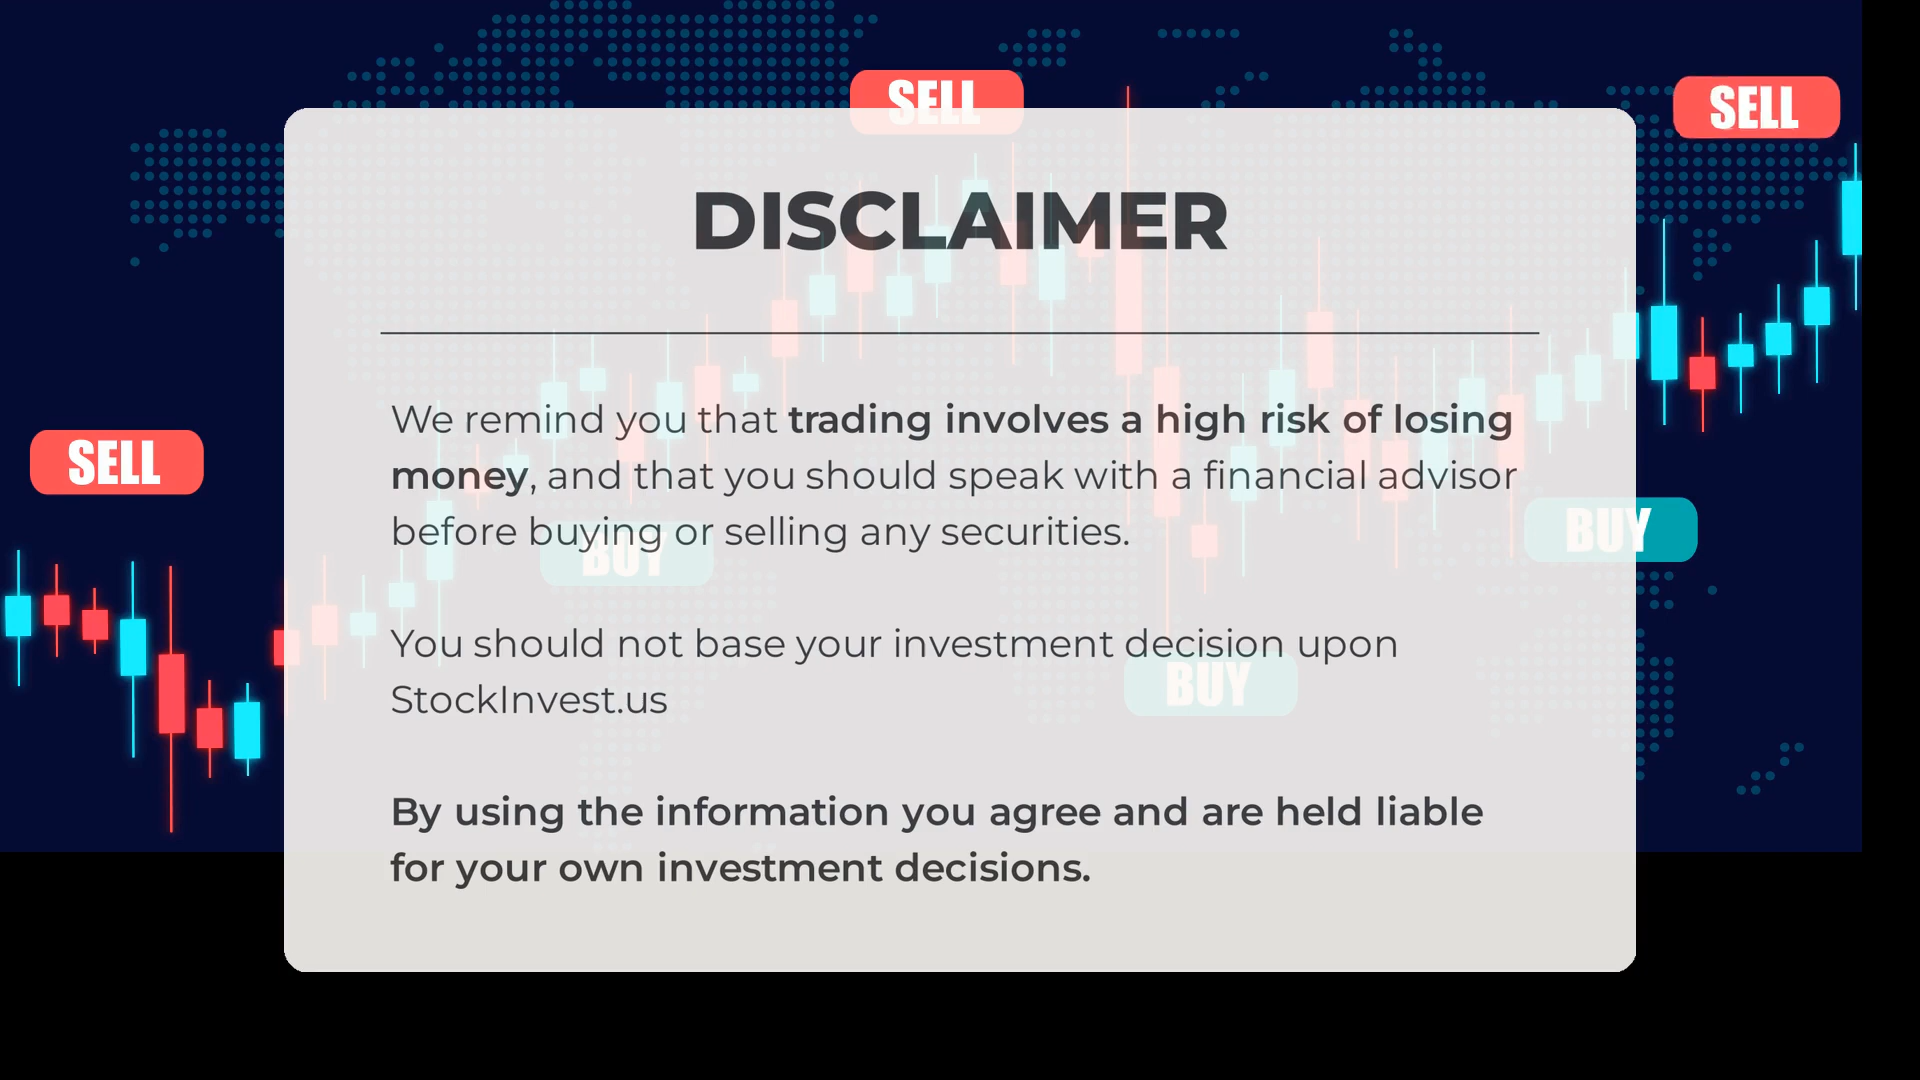 SELL
SELL
DISCLAIMER
We remind you that trading involves a high risk of losing
money, and that you should speak with a financial advisor
before buying or selling any securities.
SELL
BUY
BUY
You should not base your investment decision upon
StockInvest.us
BUY
By using the information you agree and are held liable
for your own investment decisions.